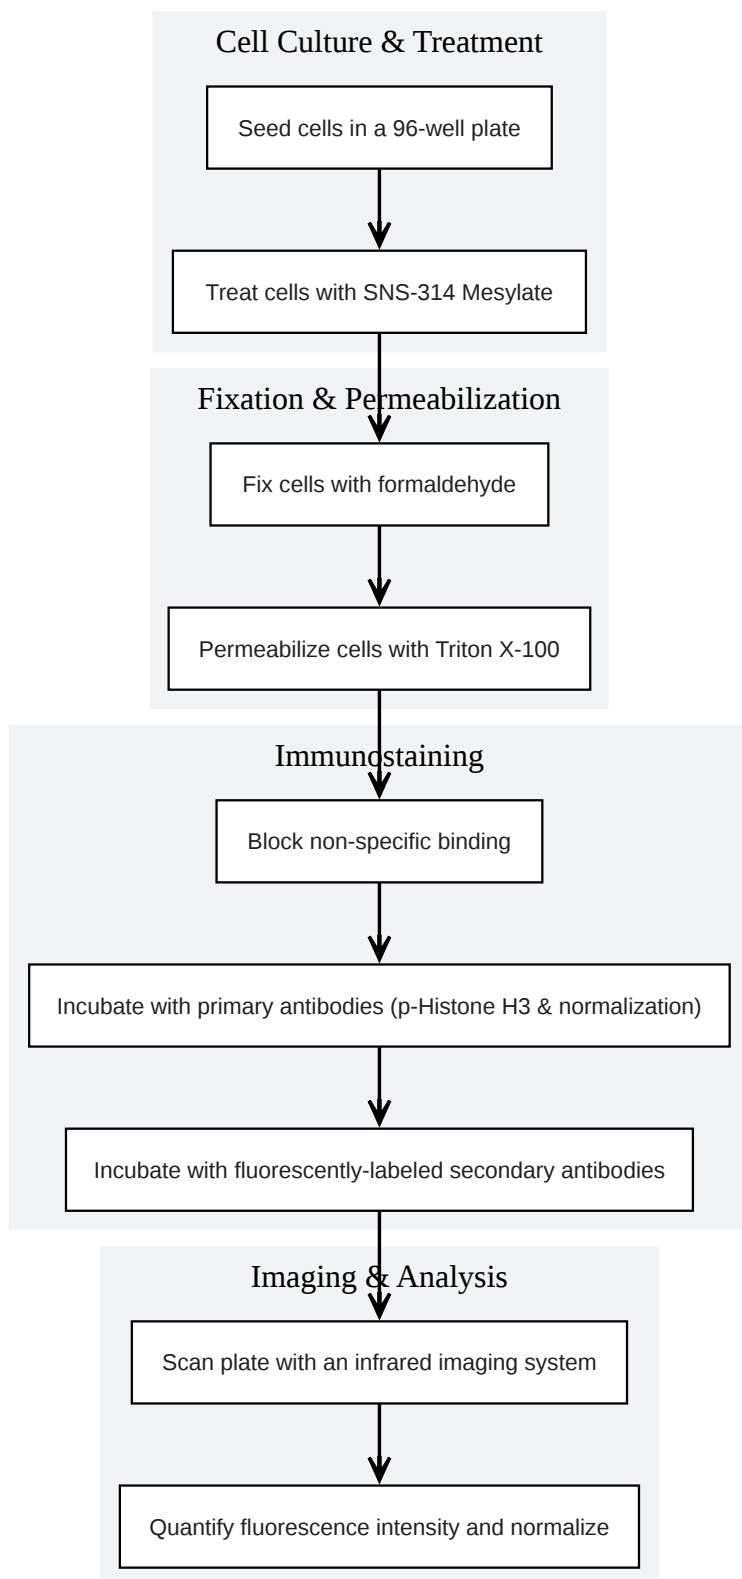 Cell Culture & Treatment
Seed cells in a 96-well plate
Treat cells with SNS-314 Mesylate
Fixation & Permeabilization
Fix cells with formaldehyde
Permeabilize cells with Triton X-100
Immunostaining
Block non-specific binding
Incubate with primary antibodies (p-Histone H3 & normalization)
Incubate with fluorescently-labeled secondary antibodies
Imaging & Analysis
Scan plate with an infrared imaging system
Quantify fluorescence intensity and normalize